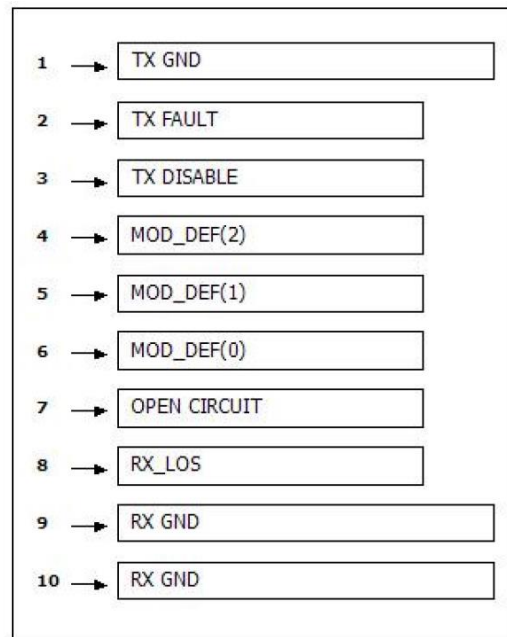 1 TX GND
2 TX FAULT
3 TX DISABLE
4 MOD_DEF(2)
5 MOD_DEF(1)
6 MOD_DEF(0)
7 OPEN CIRCUIT
8 RX_LOS
9 RX GND
10 RX GND